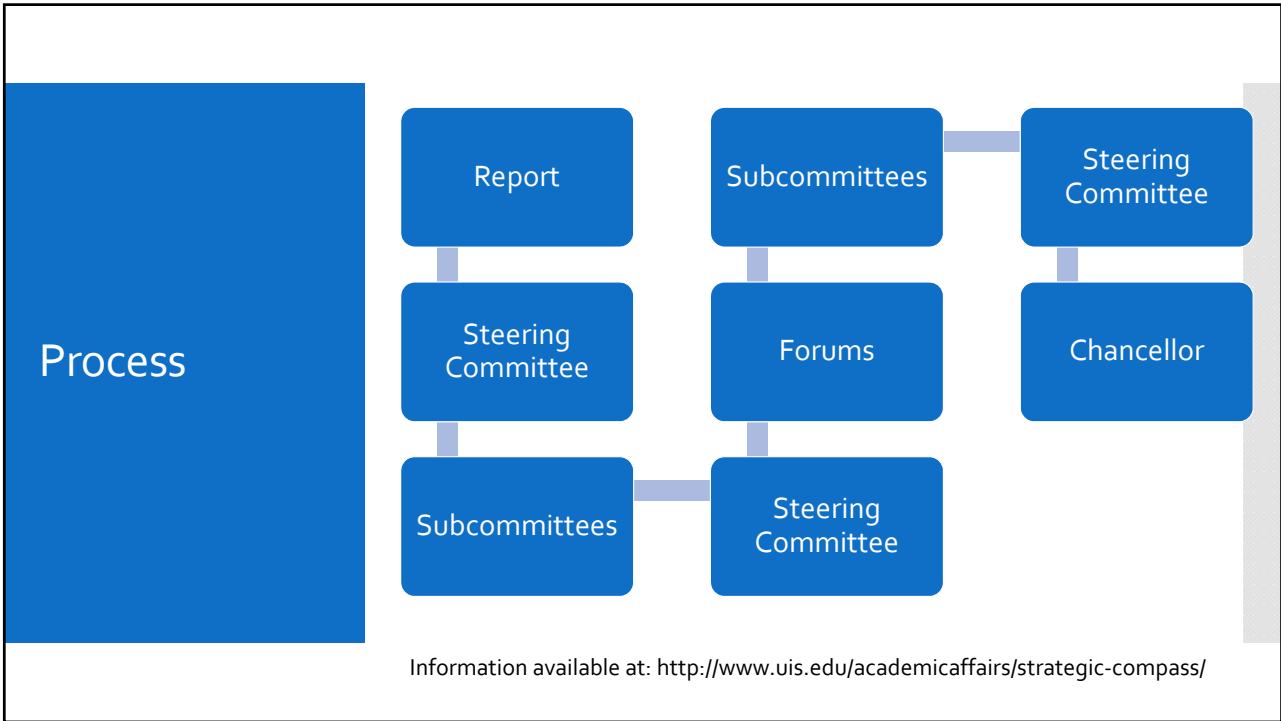 Process
Report
Steering
Committee
Subcommittees
Steering
Committee
Forums
Subcommittees
Steering
Committee
Chancellor
Information available at: http://www.uis.edu/academicaffairs/strategic-compass/